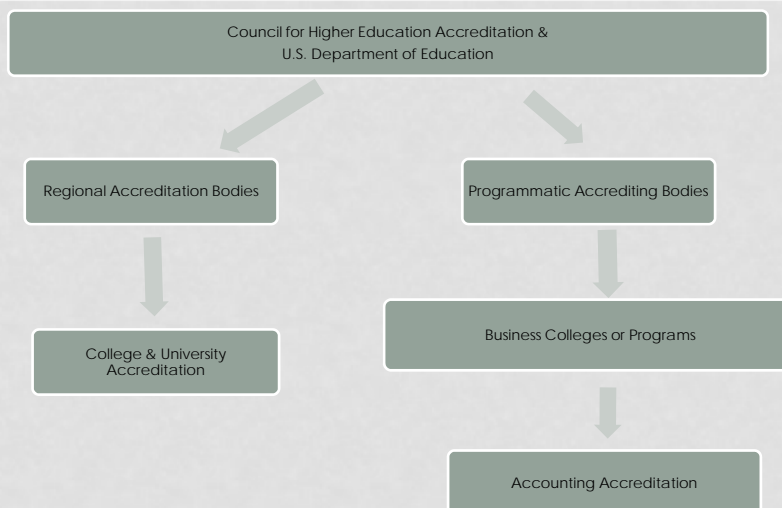 Council for Higher Education Accreditation &
U.S. Department of Education
Regional Accreditation Bodies
Programmatic Accrediting Bodies
Business Colleges or Programs
College & University
Accreditation
Accounting Accreditation